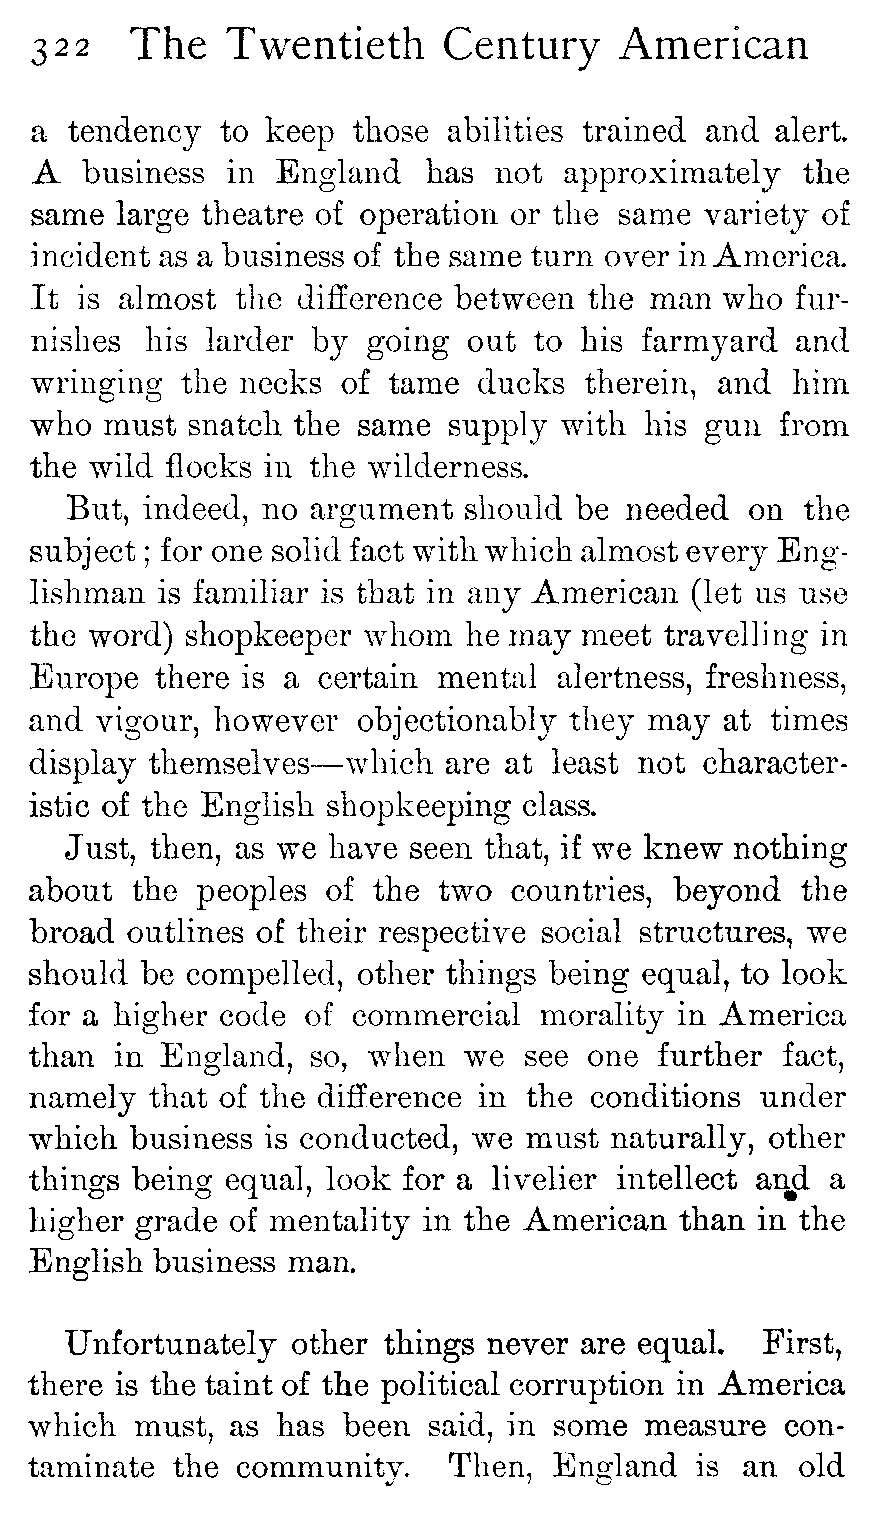 322 The Twentieth Century American
a tendency to keep those abilities trained and alert.
A business in England has not approximately the
same large theatre of operation or the same variety of
incident as a business of the same turn over in America.
It is almost the difference between the man who fur-
nishes his larder by going out to his farmyard and
wringing the necks of tame ducks therein, and him
who must snatch the same supply with his gun from
the wild flocks in the wilderness.
But, indeed, no argument should be needed on the
subject; for one solid fact with which almost every Eng-
lishman is familiar is that in any American (let us use
the word) shopkeeper whom he may meet travelling in
Europe there is a certain mental alertness, freshness,
and vigour, however objectionably they may at times
display themselves—which are at least not character-
istic of the English shopkeeping class.
Just, then, as we have seen that, if we knew nothing
about the peoples of the two countries, beyond the
broad outlines of their respective social structures, we
should be compelled, other things being equal, to look
for a higher code of commercial morality in America
than in England, so, when we see one further fact,
namely that of the difference in the conditions under
which business is conducted, we must naturally, other
things being equal, look for a livelier intellect and a
higher grade of mentality in the American than in the
English business man.
Unfortunately other things never are equal. First,
there is the taint of the political corruption in America
which must, as has been said, in some measure con-
taminate the community. Then, England is an old